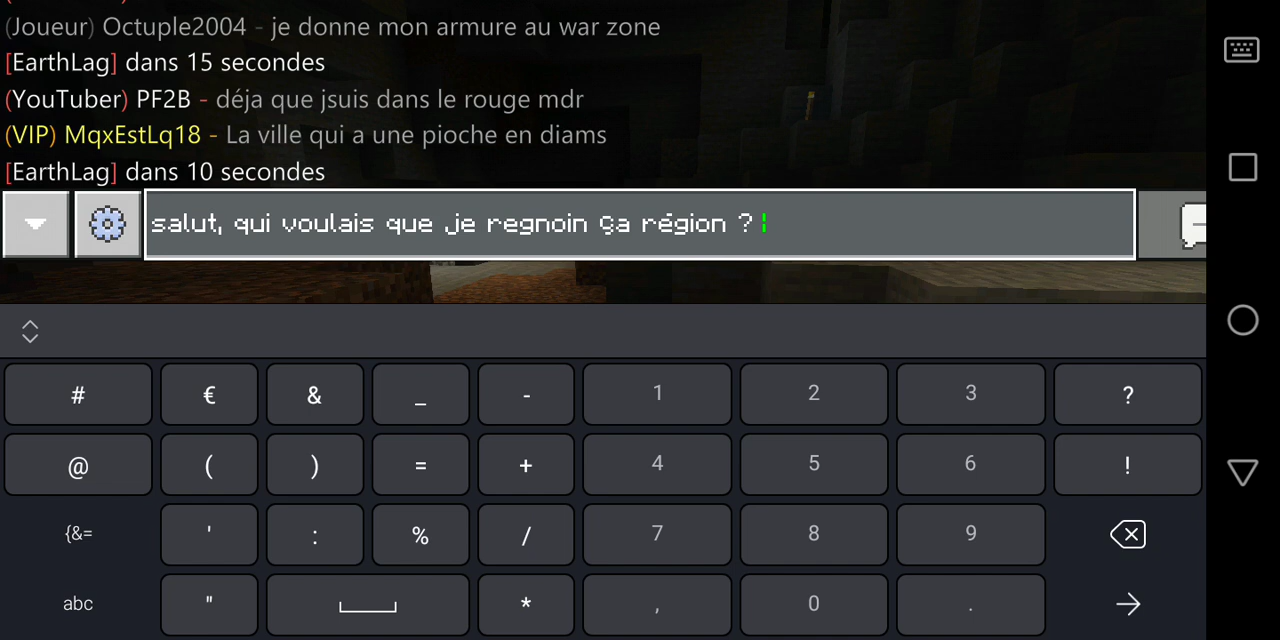 (Joueur) Octuple2004 - je donne mon armure au war zone
[EarthLag] dans 15 secondes
(YouTuber) PF2B - déja que jsuis dans le rouge mdr
(VIP) MqxEstLq18 - La ville qui a une pioche en diams
[EarthLag] dans 10 secondes
salut, qui voulais que je regnoin ça région ?
# € & _ - 1 2 3 ?
@ ( ) = + 4 5 6 !
{&= ' : % / 7 8 9
abc " * , 0 .